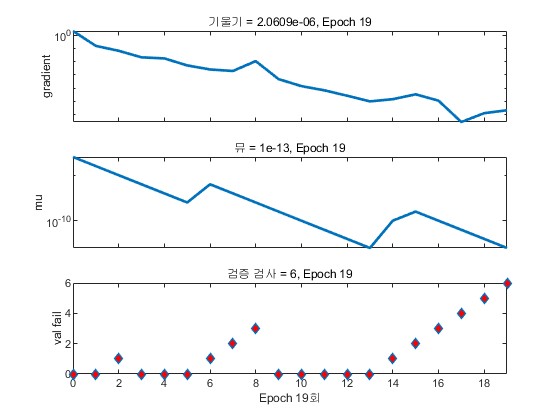 기울기 = 2.0609e-06, Epoch 19
10^0
gradient
뮤 = 1e-13, Epoch 19
mu
10^-10
검증 검사 = 6, Epoch 19
6
4
2
0
val fail
0 2 4 6 8 10 12 14 16 18
Epoch 19회